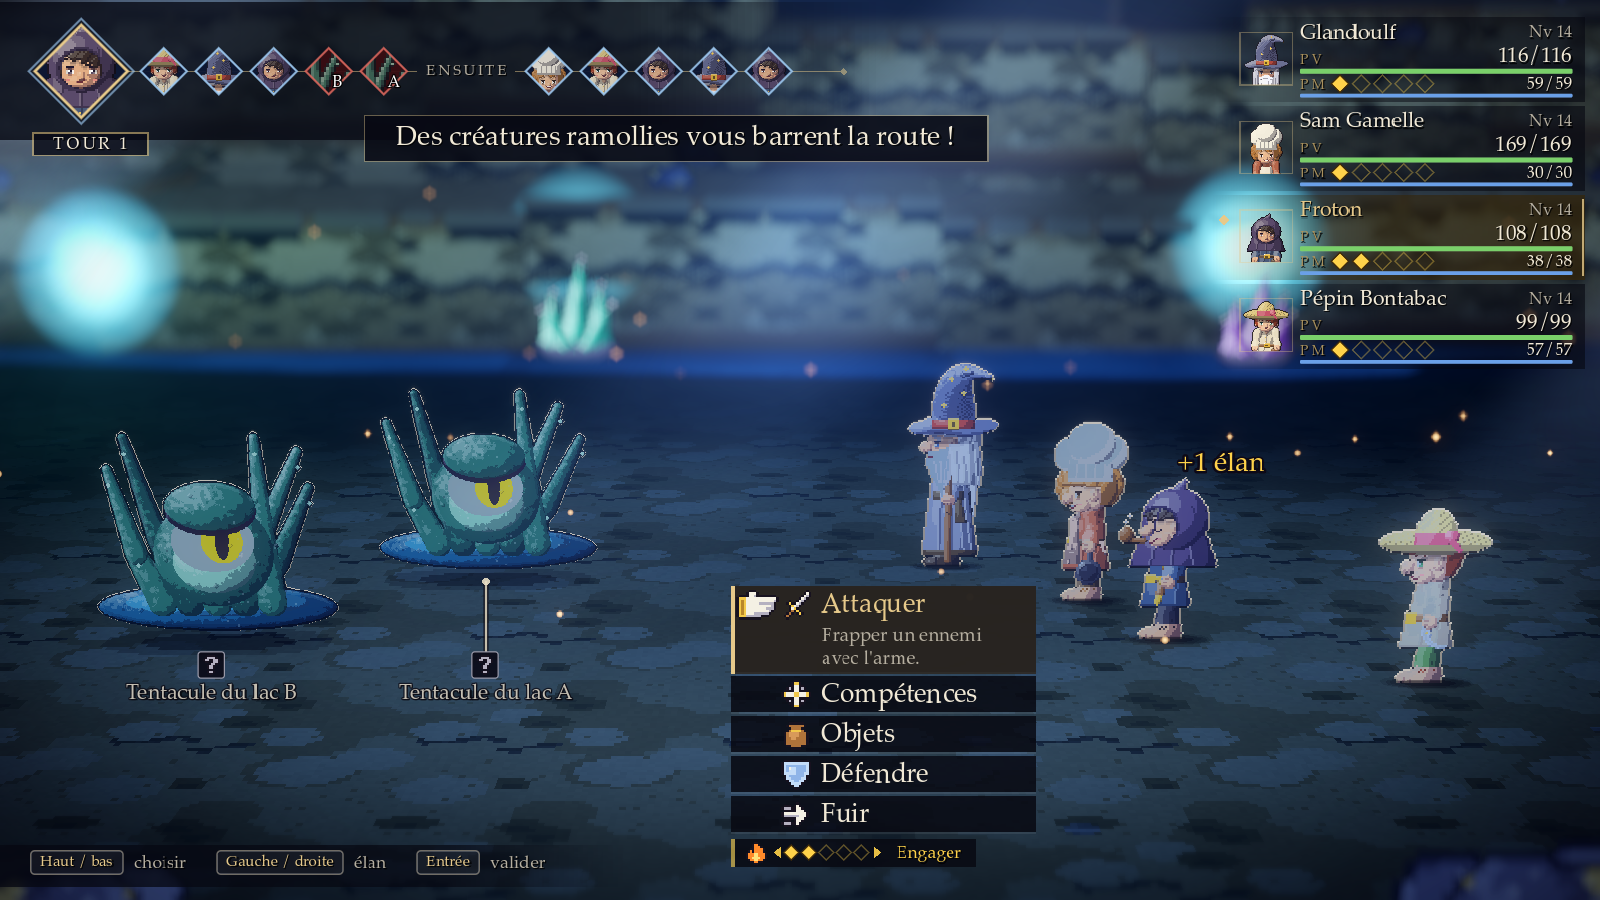 B
A
ENSUITE
TOUR 1
Des créatures ramollies vous barrent la route !
Glandoulf Nv 14
PV 116/116
PM 59/59
Sam Gamelle Nv 14
PV 169/169
PM 30/30
Froton Nv 14
PV 108/108
PM 38/38
Pépin Bontabac Nv 14
PV 99/99
PM 57/57
+1 élan
?
?
Tentacule du lac B
Tentacule du lac A
Attaquer
Frapper un ennemi
avec l'arme.
Compétences
Objets
Défendre
Fuir
Engager
Haut / bas choisir Gauche / droite élan Entrée valider